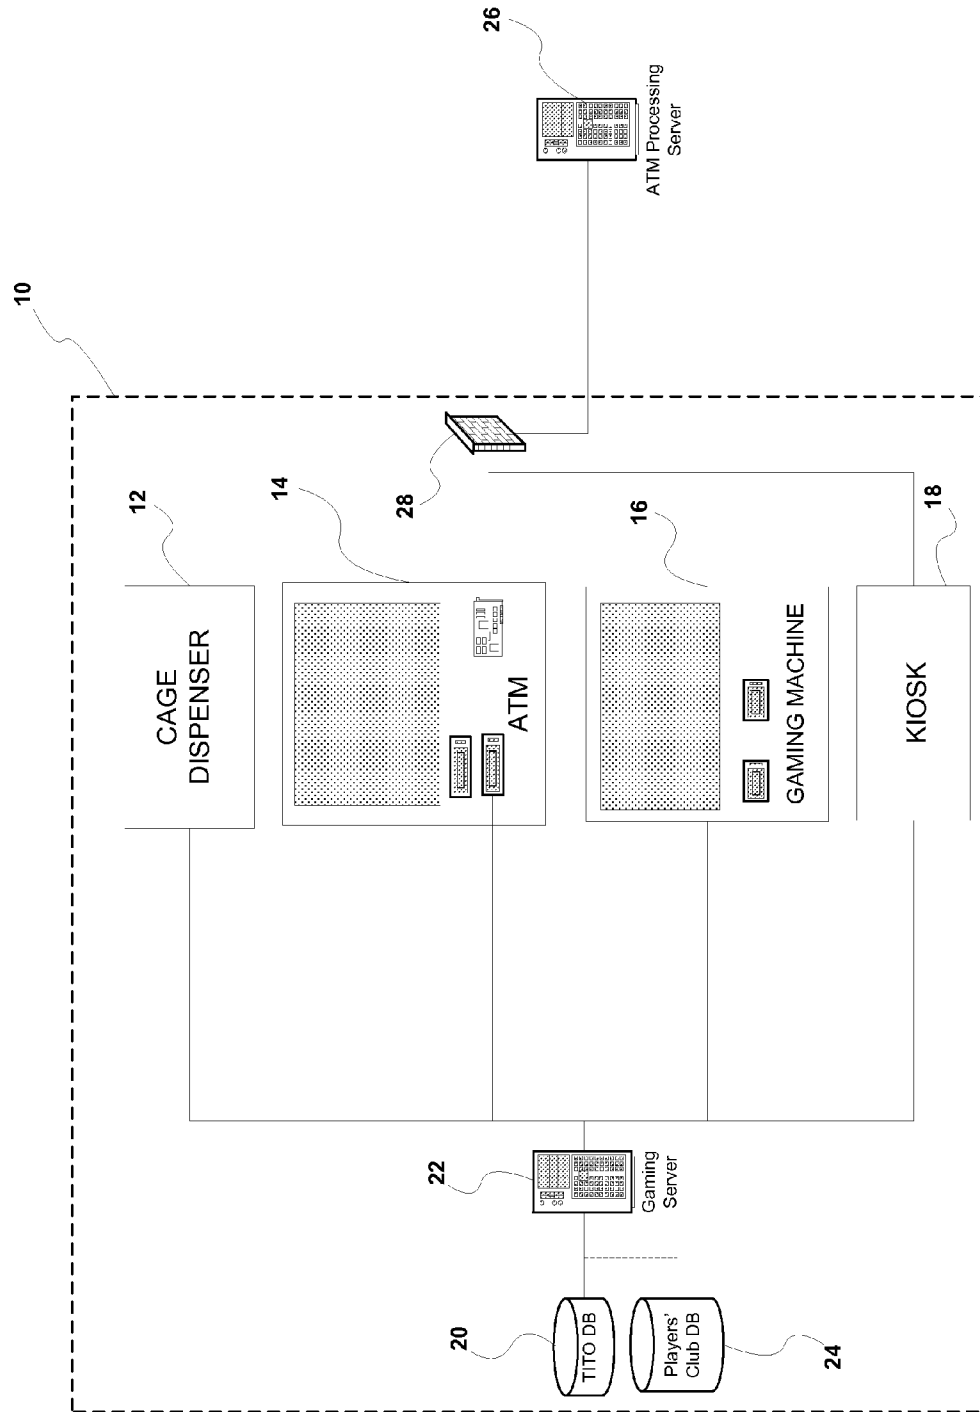 10
26
ATM Processing
Server
12
CAGE
DISPENSER
14
ATM
28
16
GAMING MACHINE
18
KIOSK
22
Gaming
Server
20
TITO DB
24
Players'
Club DB